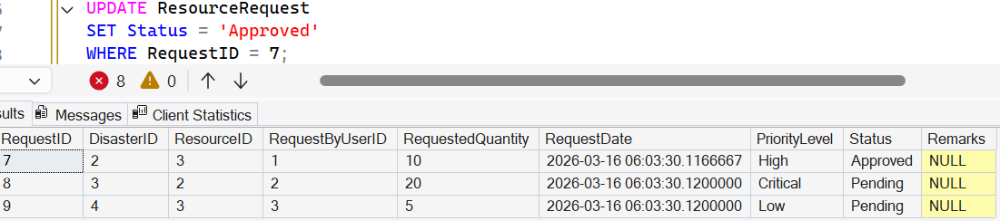 UPDATE ResourceRequest
SET Status = 'Approved'
WHERE RequestID = 7;
8 0
Messages Client Statistics
RequestID DisasterID ResourceID RequestByUserID RequestedQuantity RequestDate PriorityLevel Status Remarks
7 2 3 1 10 2026-03-16 06:03:30.1166667 High Approved NULL
8 3 2 2 20 2026-03-16 06:03:30.1200000 Critical Pending NULL
9 4 3 3 5 2026-03-16 06:03:30.1200000 Low Pending NULL